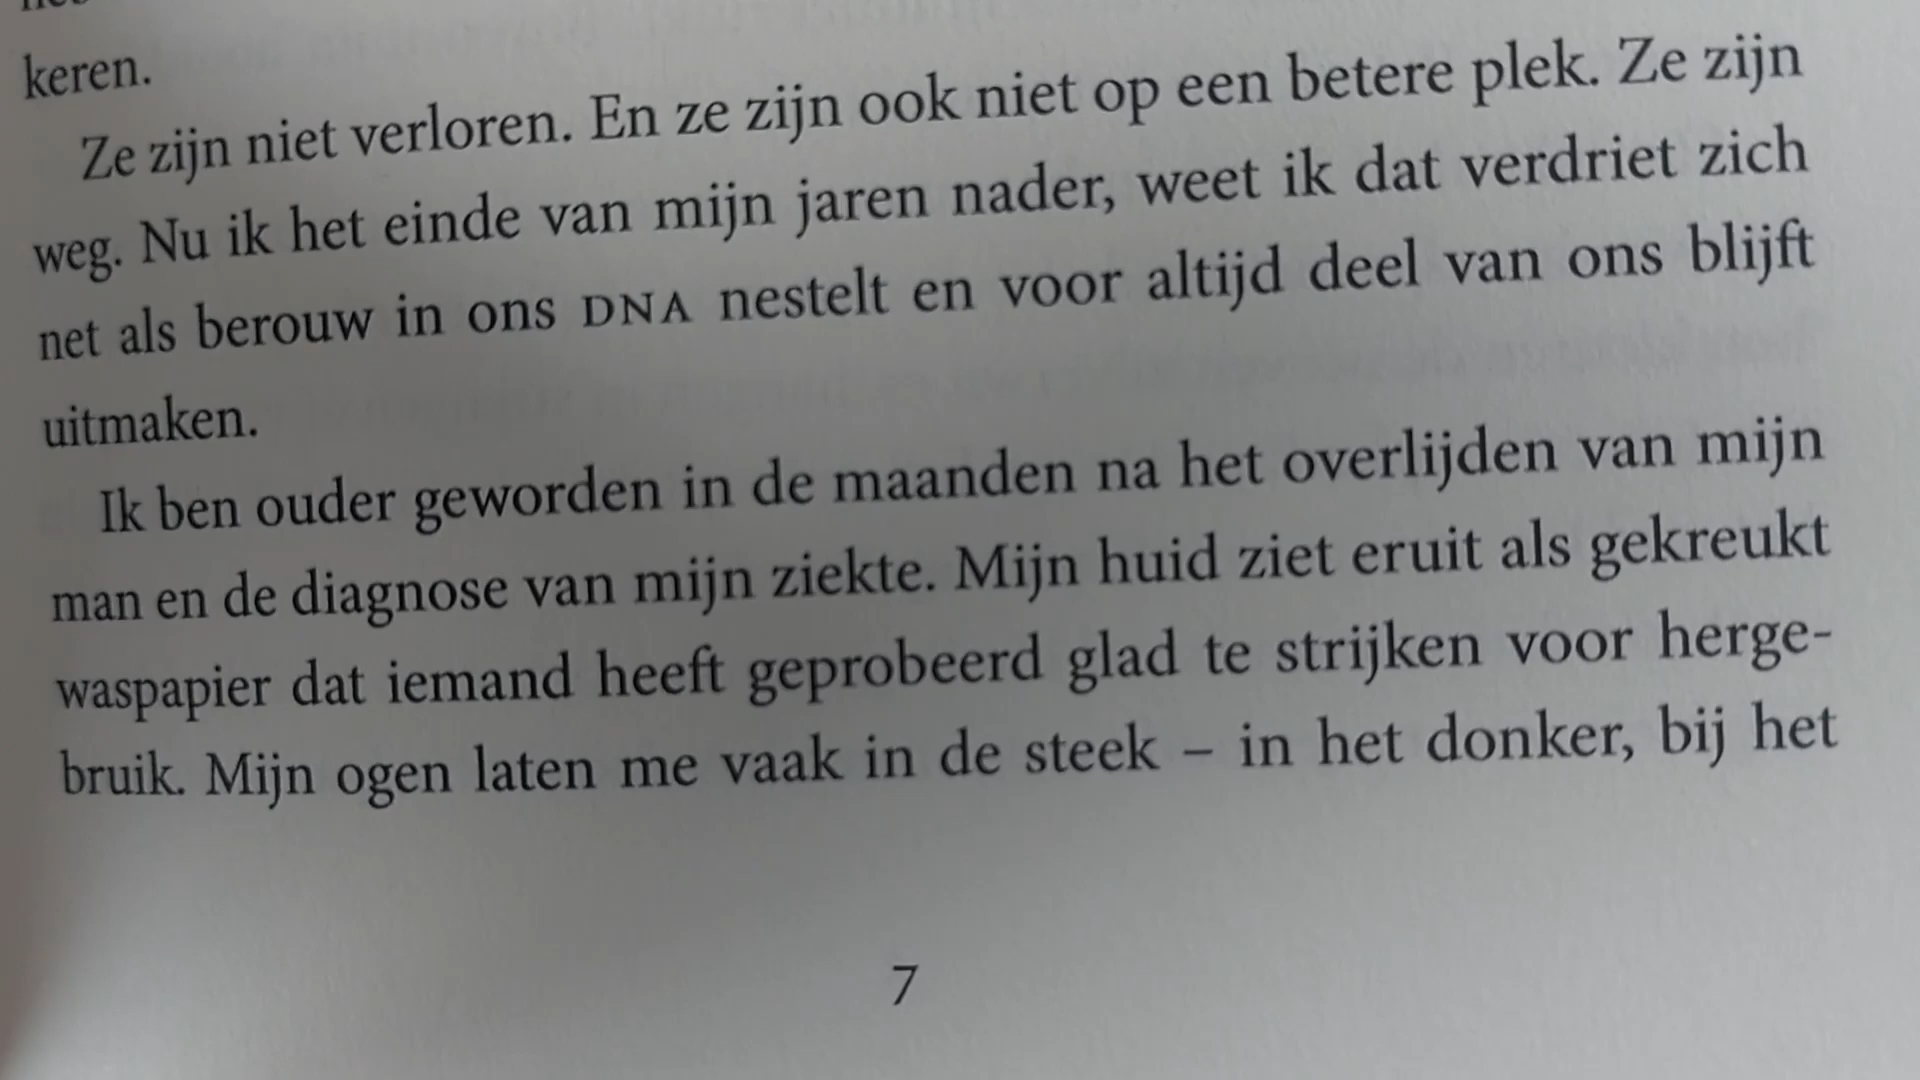 keren.
Ze zijn niet verloren. En ze zijn ook niet op een betere plek. Ze zijn
weg. Nu ik het einde van mijn jaren nader, weet ik dat verdriet zich
net als berouw in ons DNA nestelt en voor altijd deel van ons blijft
uitmaken.
Ik ben ouder geworden in de maanden na het overlijden van mijn
man en de diagnose van mijn ziekte. Mijn huid ziet eruit als gekreukt
waspapier dat iemand heeft geprobeerd glad te strijken voor herge-
bruik. Mijn ogen laten me vaak in de steek – in het donker, bij het
7